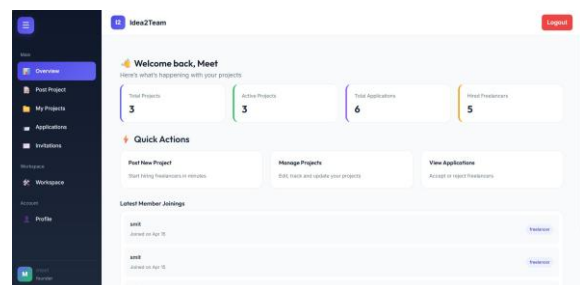 I2 Idea2Team
Logout
Main
Overview
Post Project
My Projects
Applications
Invitations
Workspace
Workspace
Account
Profile
M
founder
Welcome back, Meet
Here's what's happening with your projects
Total Projects
3
Active Projects
3
Total Applications
6
Hired Freelancers
5
Quick Actions
Post New Project
Start hiring freelancers in minutes
Manage Projects
Edit, track and update your projects
View Applications
Accept or reject freelancers
Latest Member Joinings
smit
Joined on Apr 15
freelancer
smit
Joined on Apr 15
freelancer